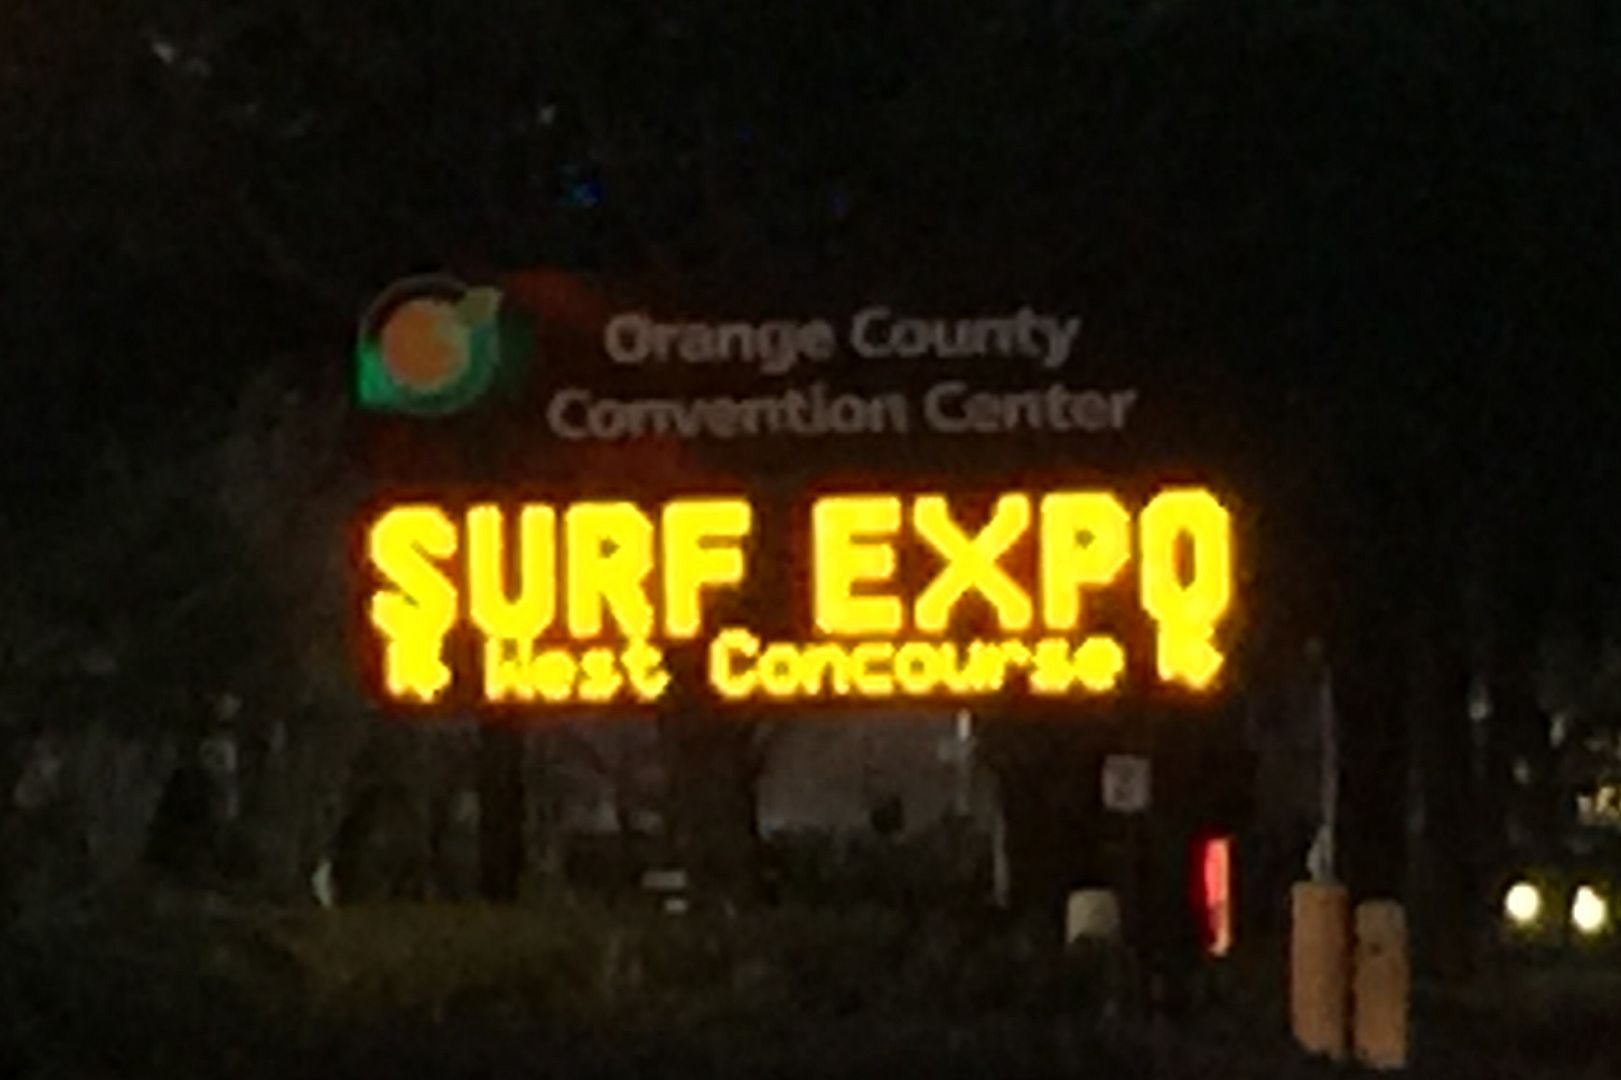 Orange County
Convention Center
SURF EXPO
West Concourse